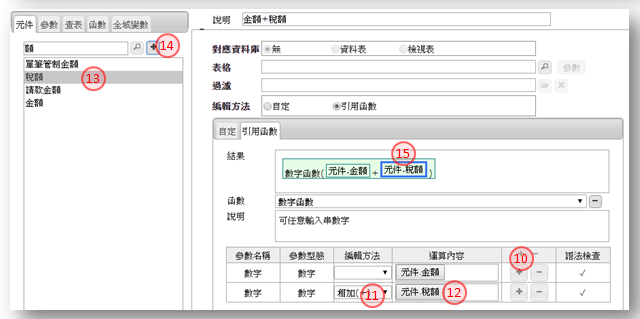 元件 參數 查表 函數 全域變數
額 14
單筆管制金額
稅額 13
請款金額
金額
說明 金額+稅額
對應資料庫 無 資料表 檢視表
表格 參數
過濾
編輯方法 自定 引用函數
自定 引用函數
15
結果 數字函數( 元件.金額 + 元件.稅額 )
函數 數字函數
說明 可任意輸入串數字
參數名稱 參數型態 編輯方法 運算內容 10 語法檢查
數字 數字 元件.金額 + − ✓
數字 數字 相加(+) 11 元件.稅額 12 + − ✓